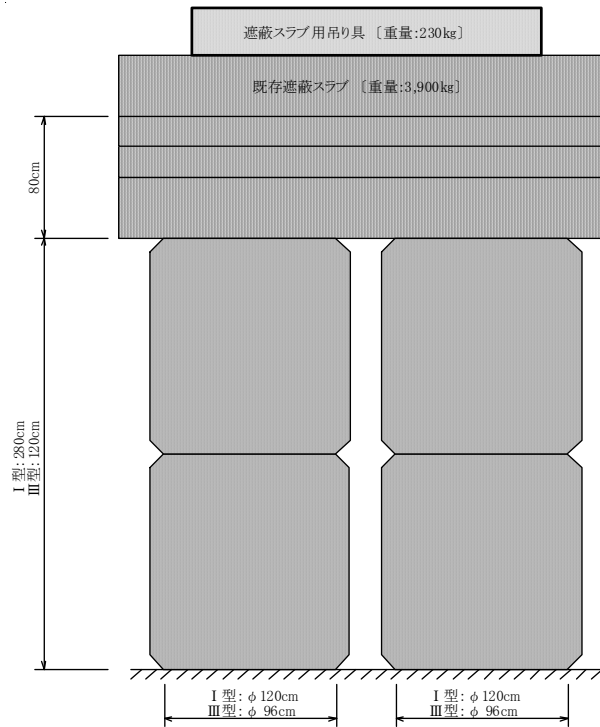 遮蔽スラブ用吊り具 〔重量:230kg〕
既存遮蔽スラブ 〔重量:3,900kg〕
80cm
Ⅰ型:280cm
Ⅲ型:120cm
Ⅰ型: φ120cm
Ⅲ型: φ 96cm
Ⅰ型: φ120cm
Ⅲ型: φ 96cm